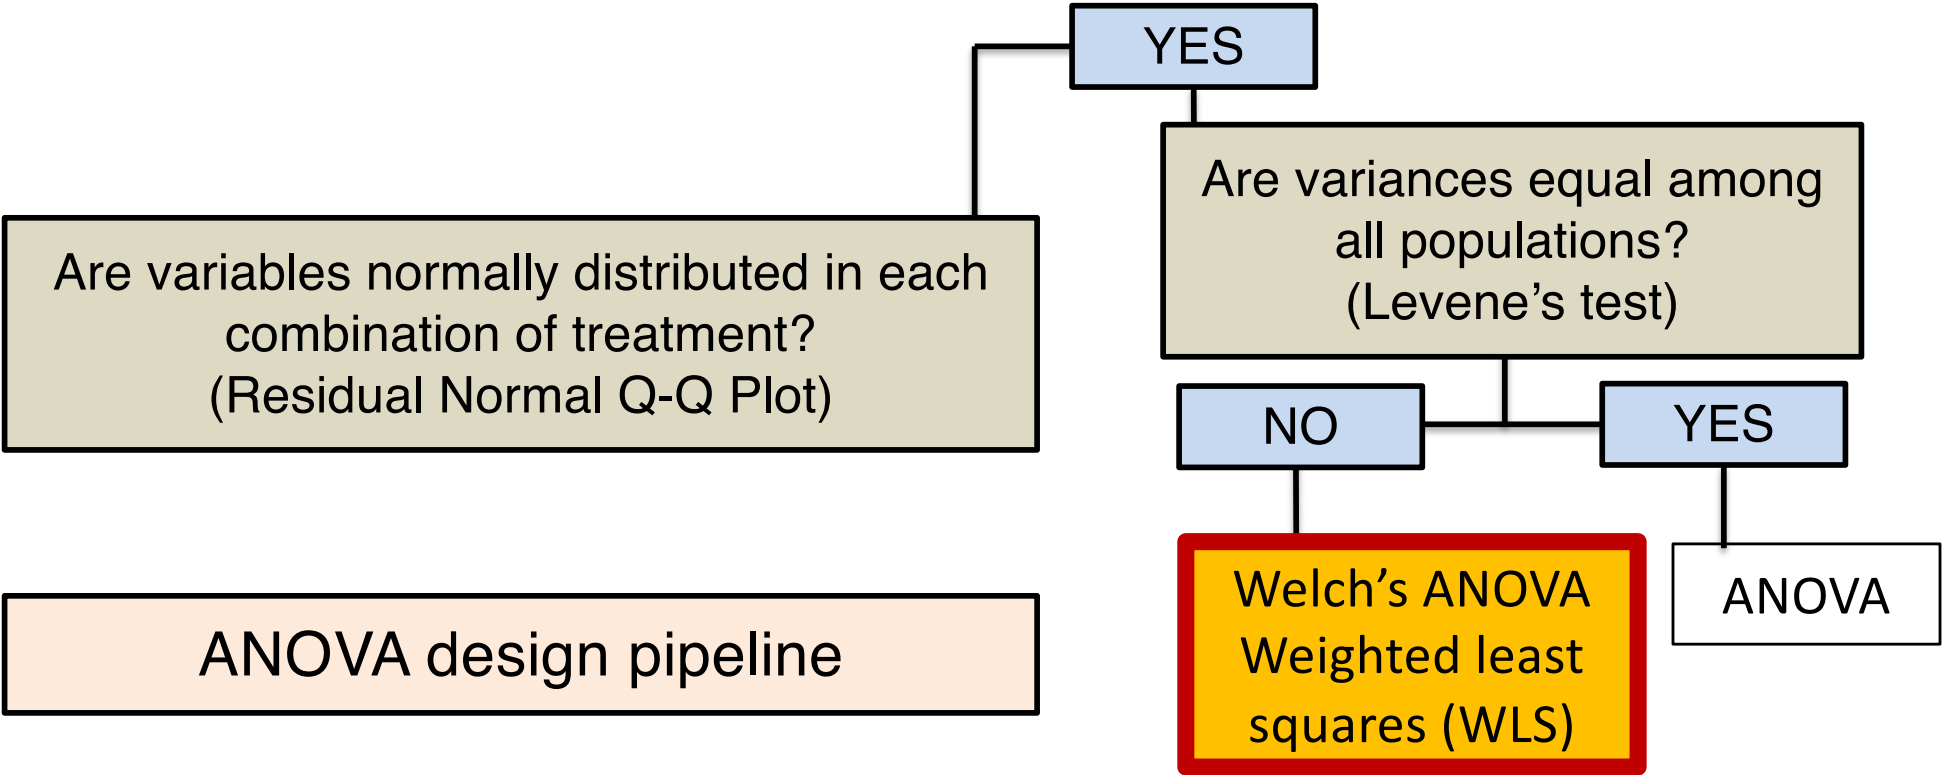 YES
Are variances equal among
all populations?
(Levene’s test)
Are variables normally distributed in each
combination of treatment?
(Residual Normal Q-Q Plot)
NO
YES
Welch’s ANOVA
Weighted least
squares (WLS)
ANOVA
ANOVA design pipeline